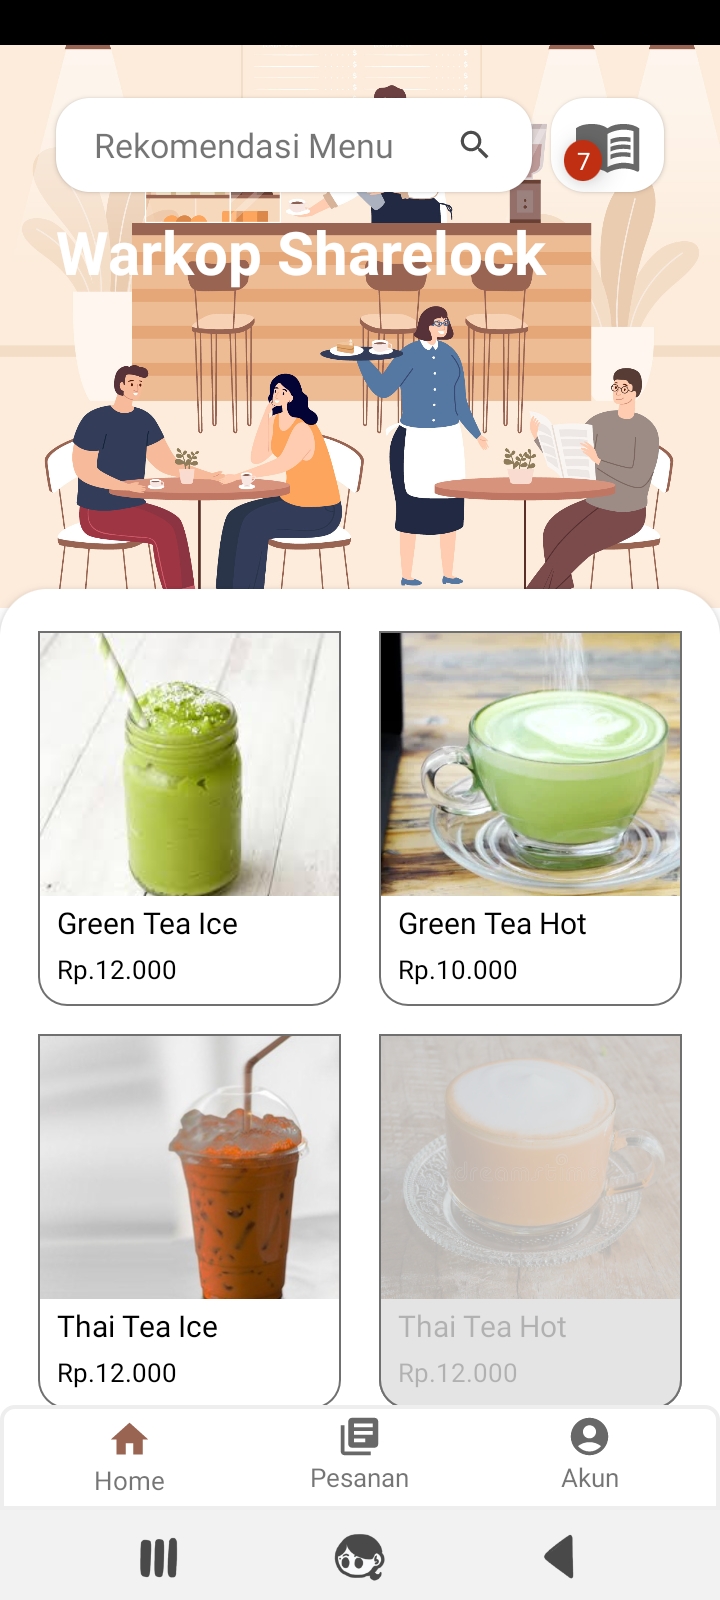 Rekomendasi Menu
7
Warkop Sharelock
Green Tea Ice
Rp.12.000
Green Tea Hot
Rp.10.000
Thai Tea Ice
Rp.12.000
Thai Tea Hot
Rp.12.000
Home
Pesanan
Akun